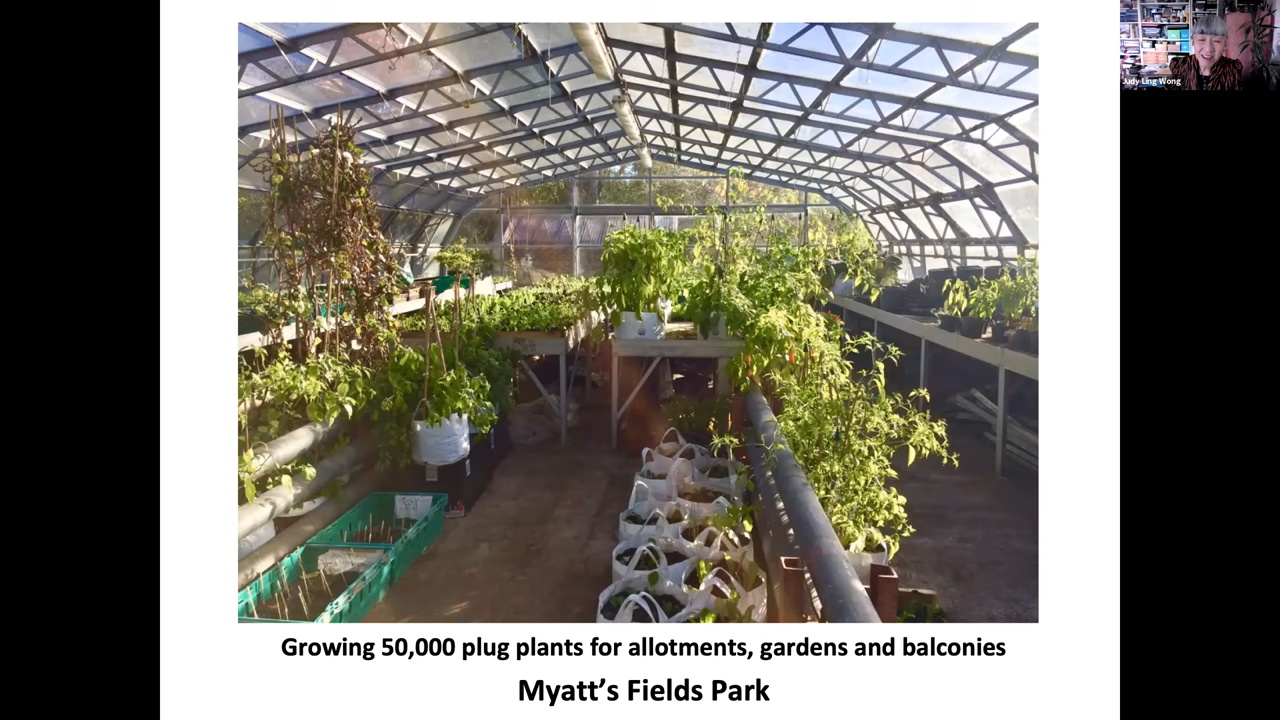 Judy Ling Wong
Growing 50,000 plug plants for allotments, gardens and balconies
Myatt's Fields Park